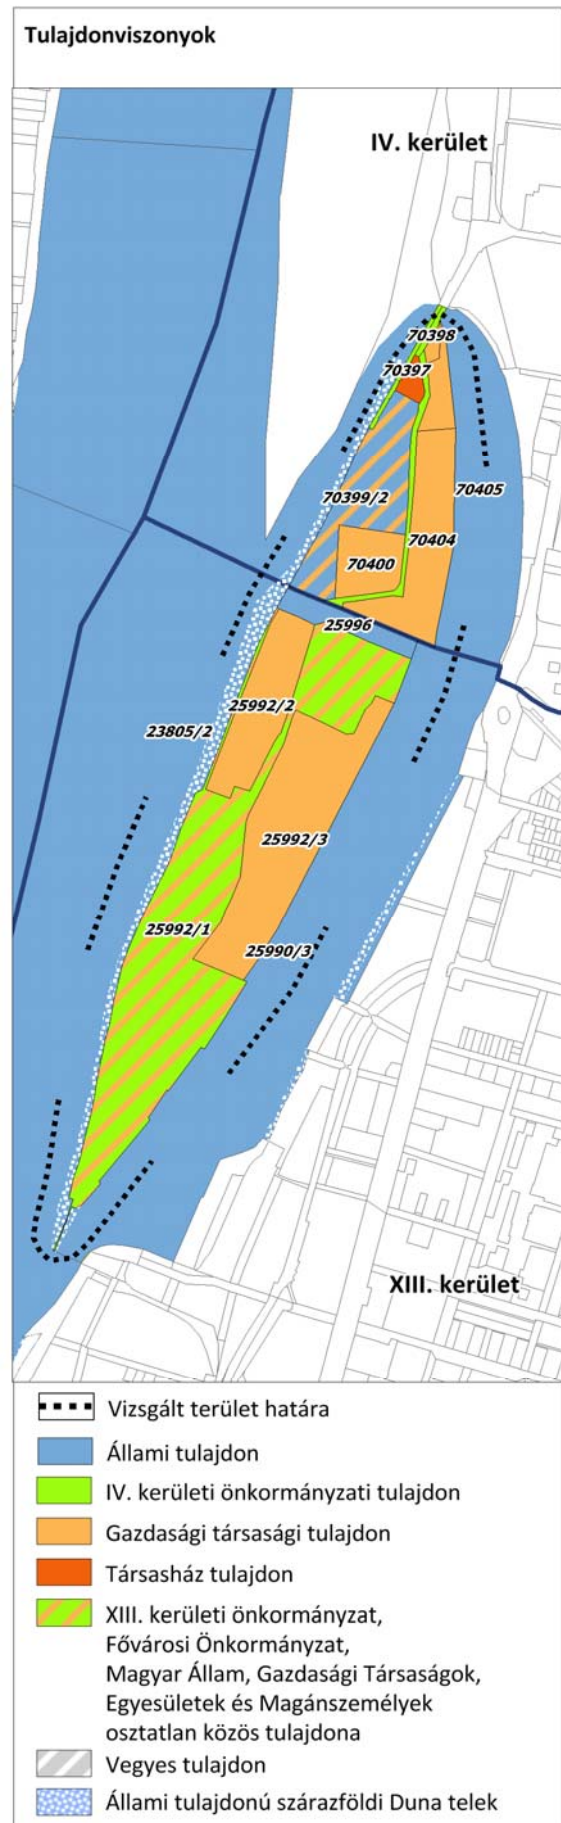 Tulajdonviszonyok
IV. kerület
70398
70397
70399/2
70405
70404
70400
25996
25992/2
23805/2
25992/3
25992/1
25990/3
XIII. kerület
Vizsgált terület határa
Állami tulajdon
IV. kerületi önkormányzati tulajdon
Gazdasági társasági tulajdon
Társasház tulajdon
XIII. kerületi önkormányzat,
Fővárosi Önkormányzat,
Magyar Állam, Gazdasági Társaságok,
Egyesületek és Magánszemélyek
osztatlan közös tulajdona
Vegyes tulajdon
Állami tulajdonú szárazföldi Duna telek